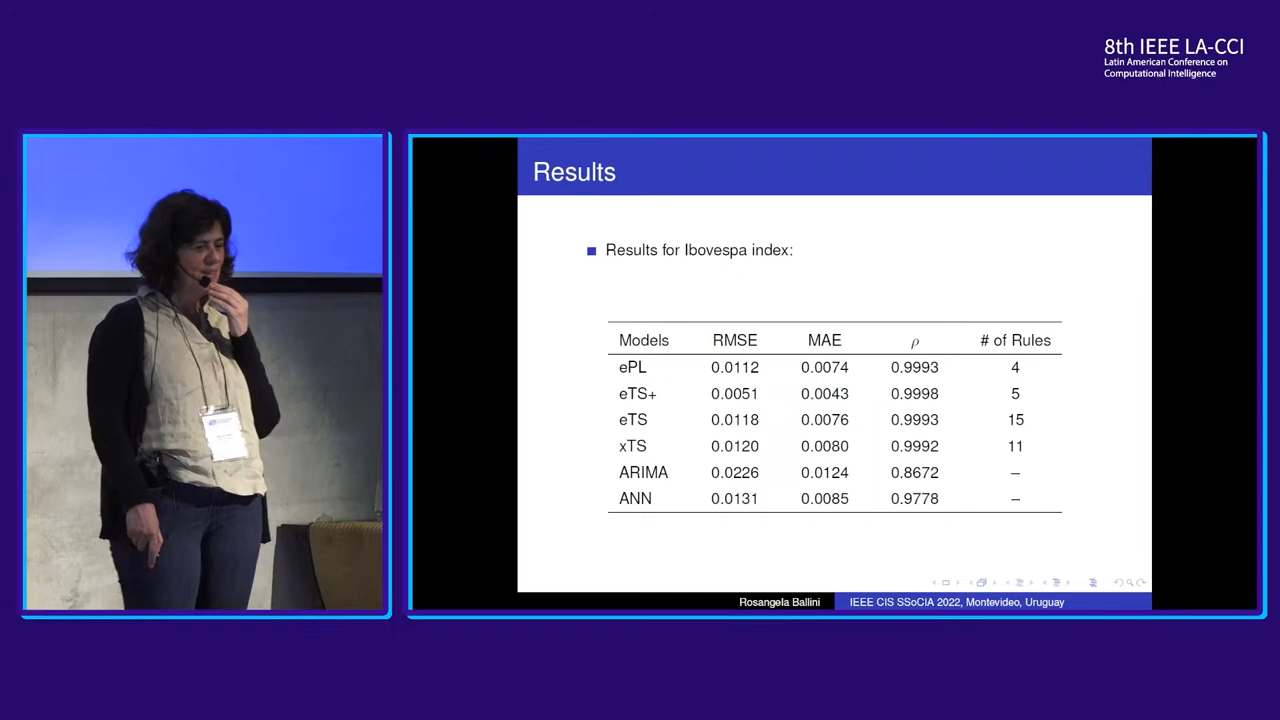 8th IEEE LA-CCI
Latin American Conference on
Computational Intelligence
Results
Results for Ibovespa index:
Models RMSE MAE ρ # of Rules
ePL 0.0112 0.0074 0.9993 4
eTS+ 0.0051 0.0043 0.9998 5
eTS 0.0118 0.0076 0.9993 15
xTS 0.0120 0.0080 0.9992 11
ARIMA 0.0226 0.0124 0.8672 –
ANN 0.0131 0.0085 0.9778 –
Rosangela Ballini IEEE CIS SSoCIA 2022, Montevideo, Uruguay